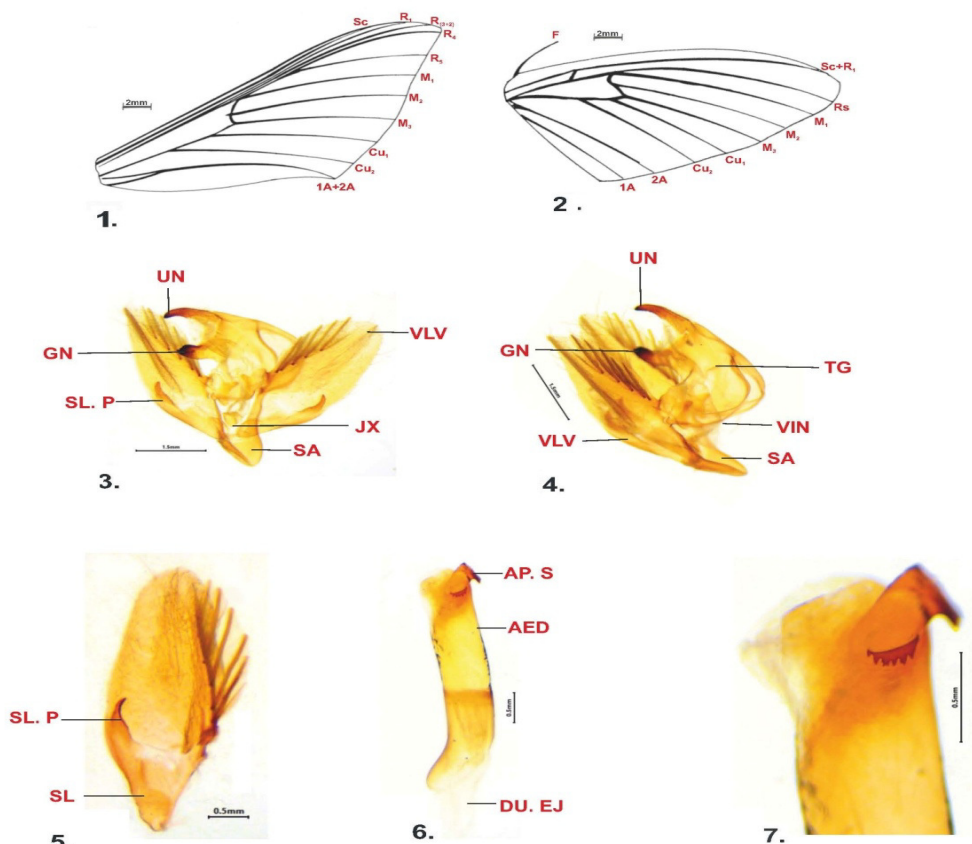 Sc R₁ R₍₃₊₂₎
R₄
R₅
M₁
M₂
M₃
Cu₁
Cu₂
1A+2A
2mm
1.
F
2mm
Sc+R₁
Rs
M₁
M₂
M₃
Cu₁
Cu₂
2A
1A
2 .
UN
GN
VLV
SL. P
JX
SA
1.5mm
3.
UN
GN
TG
VIN
VLV
SA
4.
SL. P
SL
0.5mm
5
AP. S
AED
0.5mm
DU. EJ
6.
0.5mm
7.